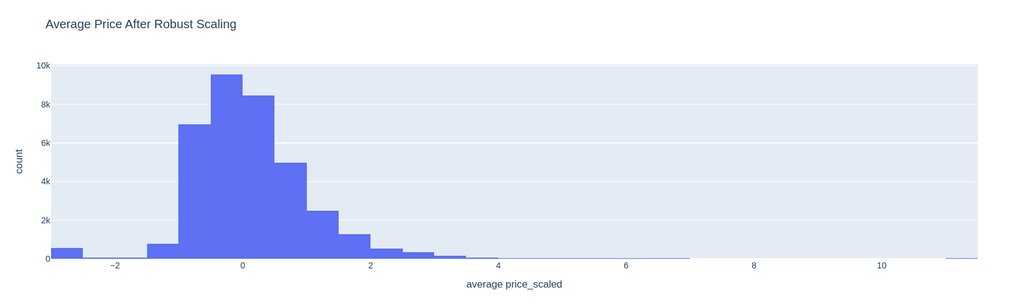 Average Price After Robust Scaling
10k
8k
6k
4k
2k
0
count
−2 0 2 4 6 8 10
average price_scaled